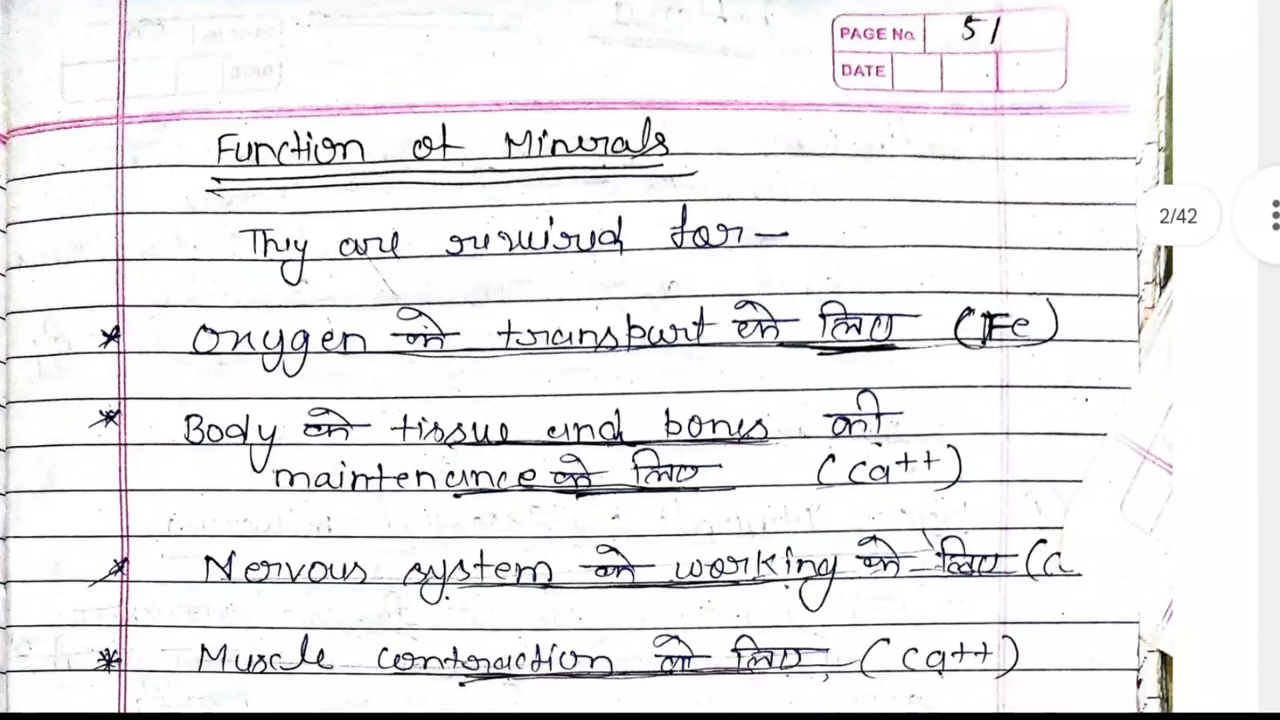 PAGE No. 51
DATE
Function of Minerals
They are required for-
Oxygen के transport के लिए (Fe)
Body के tissue and bones की
maintenance के लिए (Ca++)
Nervous system के working के लिए (C
Muscle contraction के लिए (Ca++)
2/42